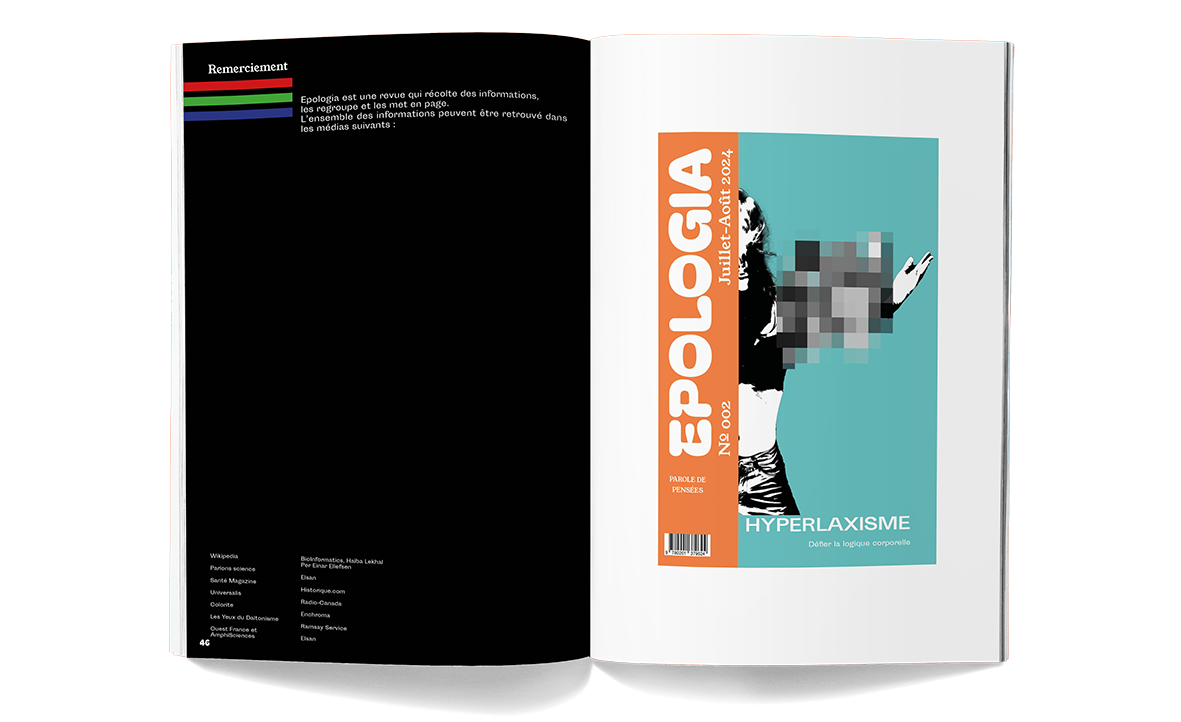 Remerciement
Epologia est une revue qui récolte des informations,
les regroupe et les met en page.
L'ensemble des informations peuvent être retrouvé dans
les médias suivants :
Wikipedia
Parlons science
Santé Magazine
Universalis
Colorite
Les Yeux du Daltonisme
Ouest France et
AmphiSciences
BioInformatics, Haiba Lekhal
Per Einar Ellefsen
Elsan
Historique.com
Radio-Canada
Enchroma
Ramsay Service
Elsan
46
EPOLOGIA
Juillet-Août 2024
Nº 002
PAROLE DE
PENSÉES
HYPERLAXISME
Défier la logique corporelle
9 780201 379624